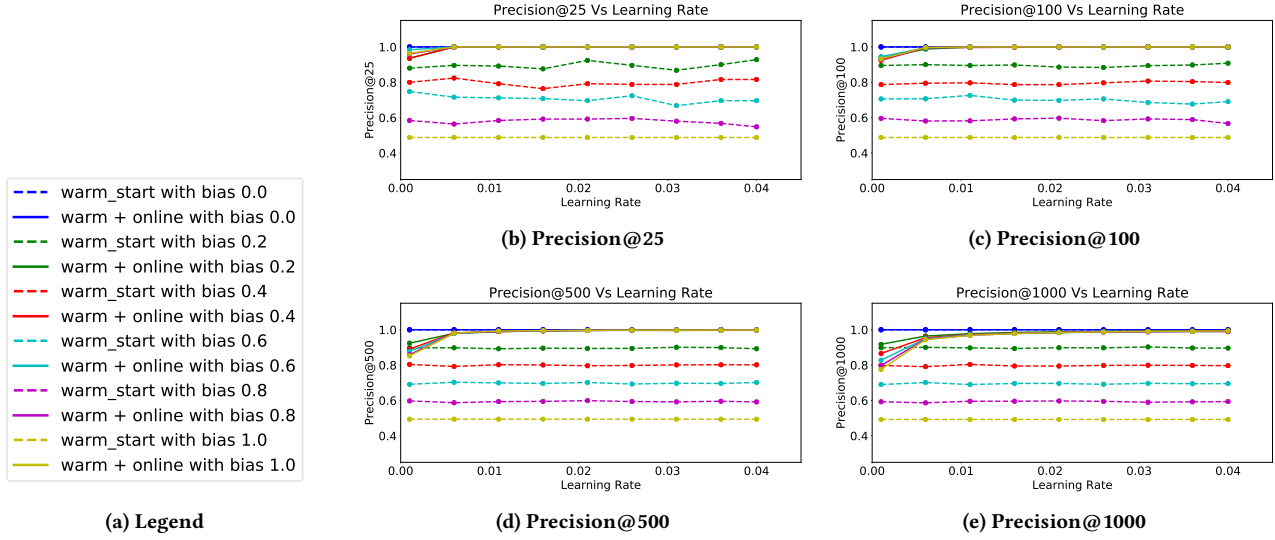 warm_start with bias 0.0
warm + online with bias 0.0
warm_start with bias 0.2
warm + online with bias 0.2
warm_start with bias 0.4
warm + online with bias 0.4
warm_start with bias 0.6
warm + online with bias 0.6
warm_start with bias 0.8
warm + online with bias 0.8
warm_start with bias 1.0
warm + online with bias 1.0
(a) Legend
Precision@25 Vs Learning Rate
Precision@25
1.0
0.8
0.6
0.4
0.00 0.01 0.02 0.03 0.04
Learning Rate
(b) Precision@25
Precision@100 Vs Learning Rate
Precision@100
1.0
0.8
0.6
0.4
0.00 0.01 0.02 0.03 0.04
Learning Rate
(c) Precision@100
Precision@500 Vs Learning Rate
Precision@500
1.0
0.8
0.6
0.4
0.00 0.01 0.02 0.03 0.04
Learning Rate
(d) Precision@500
Precision@1000 Vs Learning Rate
Precision@1000
1.0
0.8
0.6
0.4
0.00 0.01 0.02 0.03 0.04
Learning Rate
(e) Precision@1000